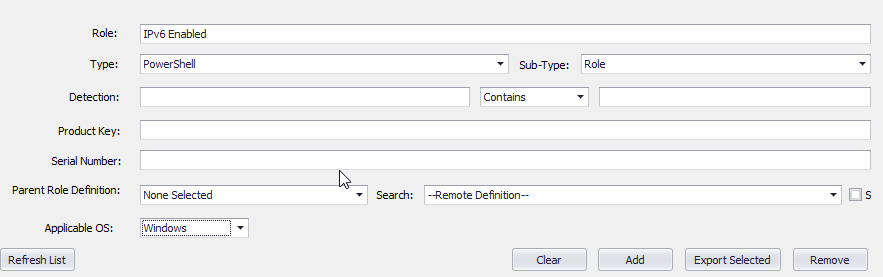 Role: IPv6 Enabled
Type: PowerShell Sub-Type: Role
Detection: Contains
Product Key:
Serial Number:
Parent Role Definition: None Selected Search: --Remote Definition-- S
Applicable OS: Windows
Refresh List Clear Add Export Selected Remove